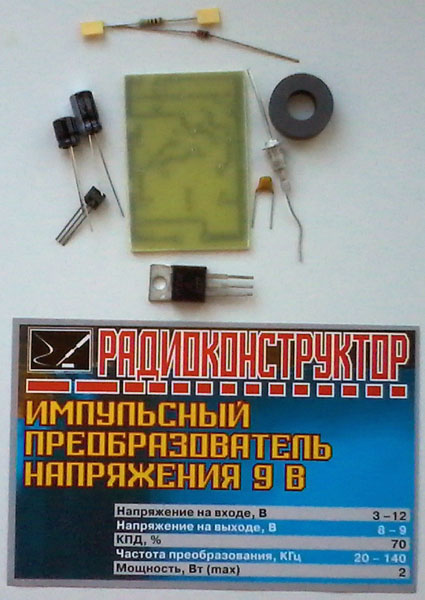 РАДИОКОНСТРУКТОР
ИМПУЛЬСНЫЙ
ПРЕОБРАЗОВАТЕЛЬ
НАПРЯЖЕНИЯ 9 В
Напряжение на входе, В 3 – 12
Напряжение на выходе, В 8 – 9
КПД, % 70
Частота преобразования, КГц 20 – 140
Мощность, Вт (max) 2